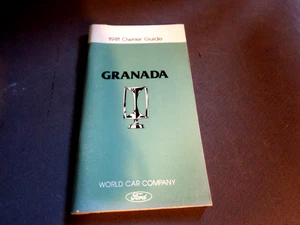 1981 Owner Guide
GRANADA
WORLD CAR COMPANY
Ford